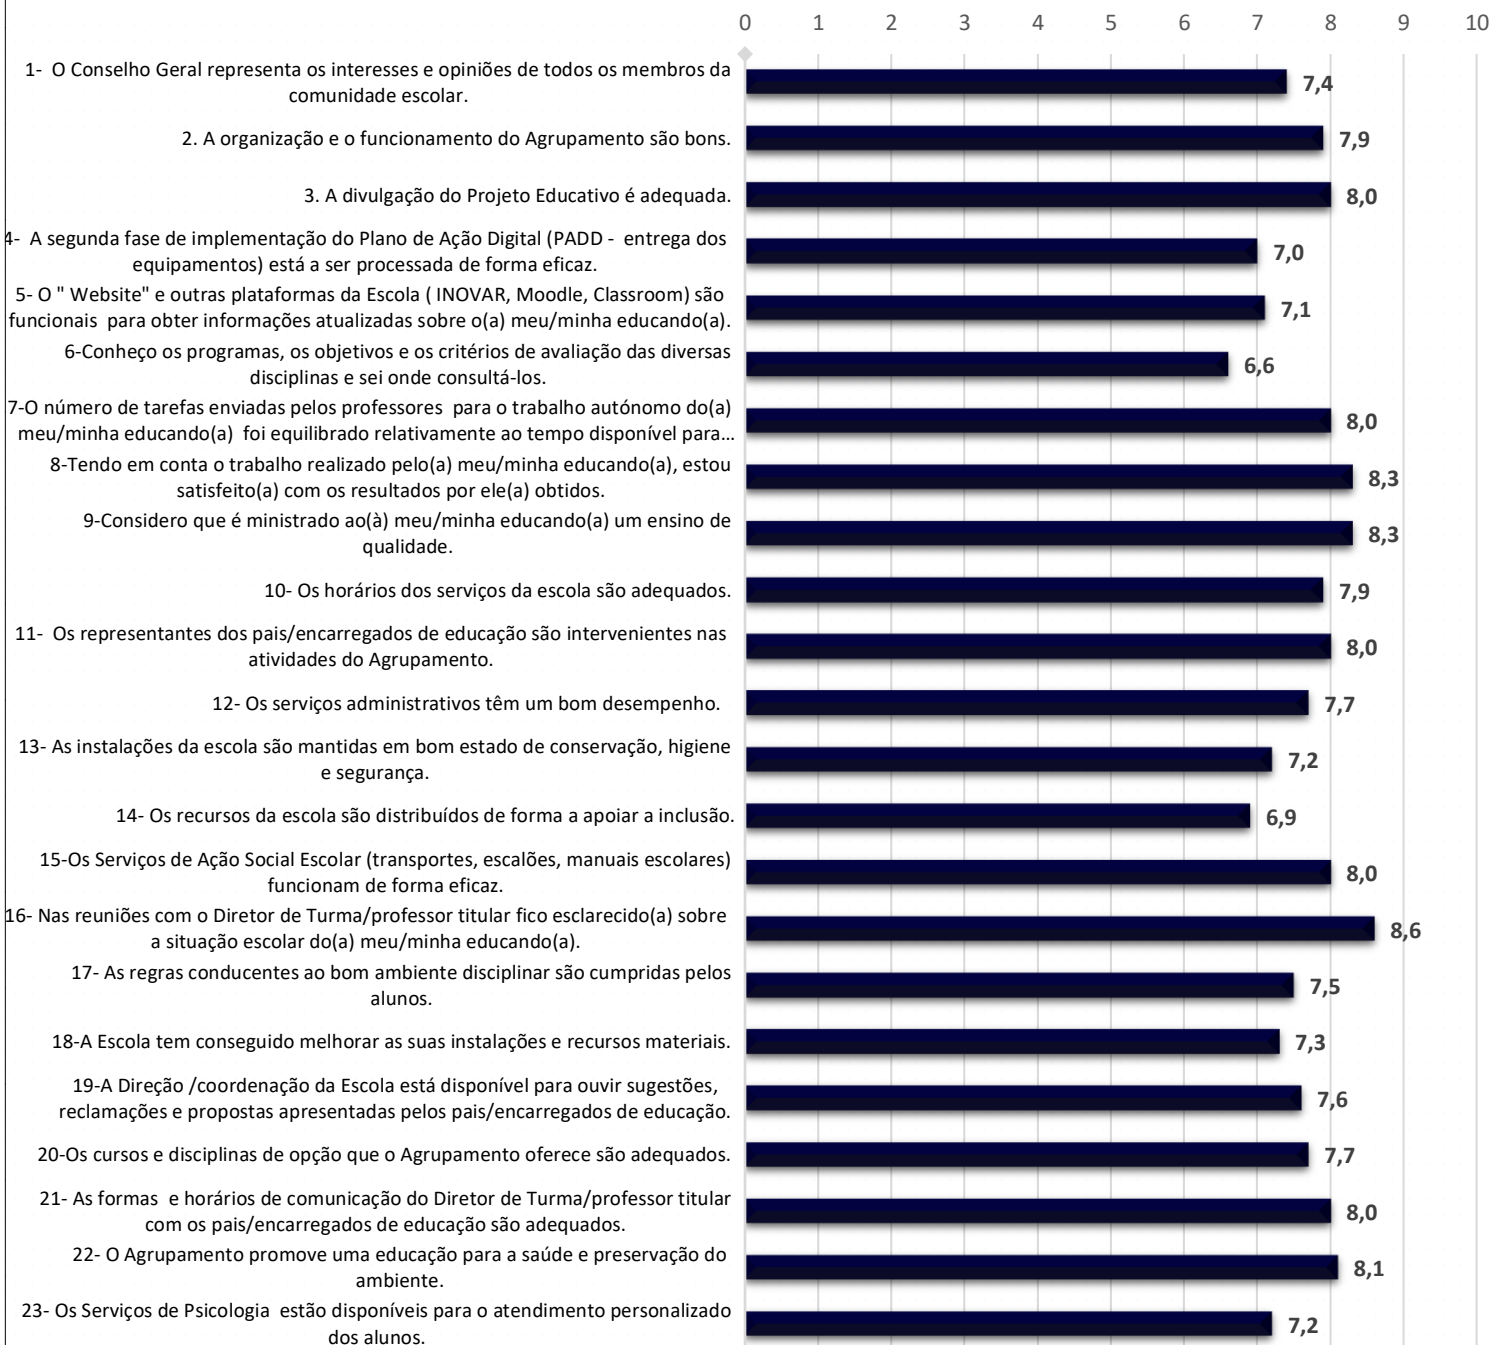 0 1 2 3 4 5 6 7 8 9 10
1- O Conselho Geral representa os interesses e opiniões de todos os membros da
comunidade escolar.
7,4
2. A organização e o funcionamento do Agrupamento são bons.
7,9
3. A divulgação do Projeto Educativo é adequada.
8,0
4- A segunda fase de implementação do Plano de Ação Digital (PADD - entrega dos
equipamentos) está a ser processada de forma eficaz.
7,0
5- O " Website" e outras plataformas da Escola ( INOVAR, Moodle, Classroom) são
funcionais para obter informações atualizadas sobre o(a) meu/minha educando(a).
7,1
6-Conheço os programas, os objetivos e os critérios de avaliação das diversas
disciplinas e sei onde consultá-los.
6,6
7-O número de tarefas enviadas pelos professores para o trabalho autónomo do(a)
meu/minha educando(a) foi equilibrado relativamente ao tempo disponível para...
8,0
8-Tendo em conta o trabalho realizado pelo(a) meu/minha educando(a), estou
satisfeito(a) com os resultados por ele(a) obtidos.
8,3
9-Considero que é ministrado ao(à) meu/minha educando(a) um ensino de
qualidade.
8,3
10- Os horários dos serviços da escola são adequados.
7,9
11- Os representantes dos pais/encarregados de educação são intervenientes nas
atividades do Agrupamento.
8,0
12- Os serviços administrativos têm um bom desempenho.
7,7
13- As instalações da escola são mantidas em bom estado de conservação, higiene
e segurança.
7,2
14- Os recursos da escola são distribuídos de forma a apoiar a inclusão.
6,9
15-Os Serviços de Ação Social Escolar (transportes, escalões, manuais escolares)
funcionam de forma eficaz.
8,0
16- Nas reuniões com o Diretor de Turma/professor titular fico esclarecido(a) sobre
a situação escolar do(a) meu/minha educando(a).
8,6
17- As regras conducentes ao bom ambiente disciplinar são cumpridas pelos
alunos.
7,5
18-A Escola tem conseguido melhorar as suas instalações e recursos materiais.
7,3
19-A Direção /coordenação da Escola está disponível para ouvir sugestões,
reclamações e propostas apresentadas pelos pais/encarregados de educação.
7,6
20-Os cursos e disciplinas de opção que o Agrupamento oferece são adequados.
7,7
21- As formas e horários de comunicação do Diretor de Turma/professor titular
com os pais/encarregados de educação são adequados.
8,0
22- O Agrupamento promove uma educação para a saúde e preservação do
ambiente.
8,1
23- Os Serviços de Psicologia estão disponíveis para o atendimento personalizado
dos alunos.
7,2